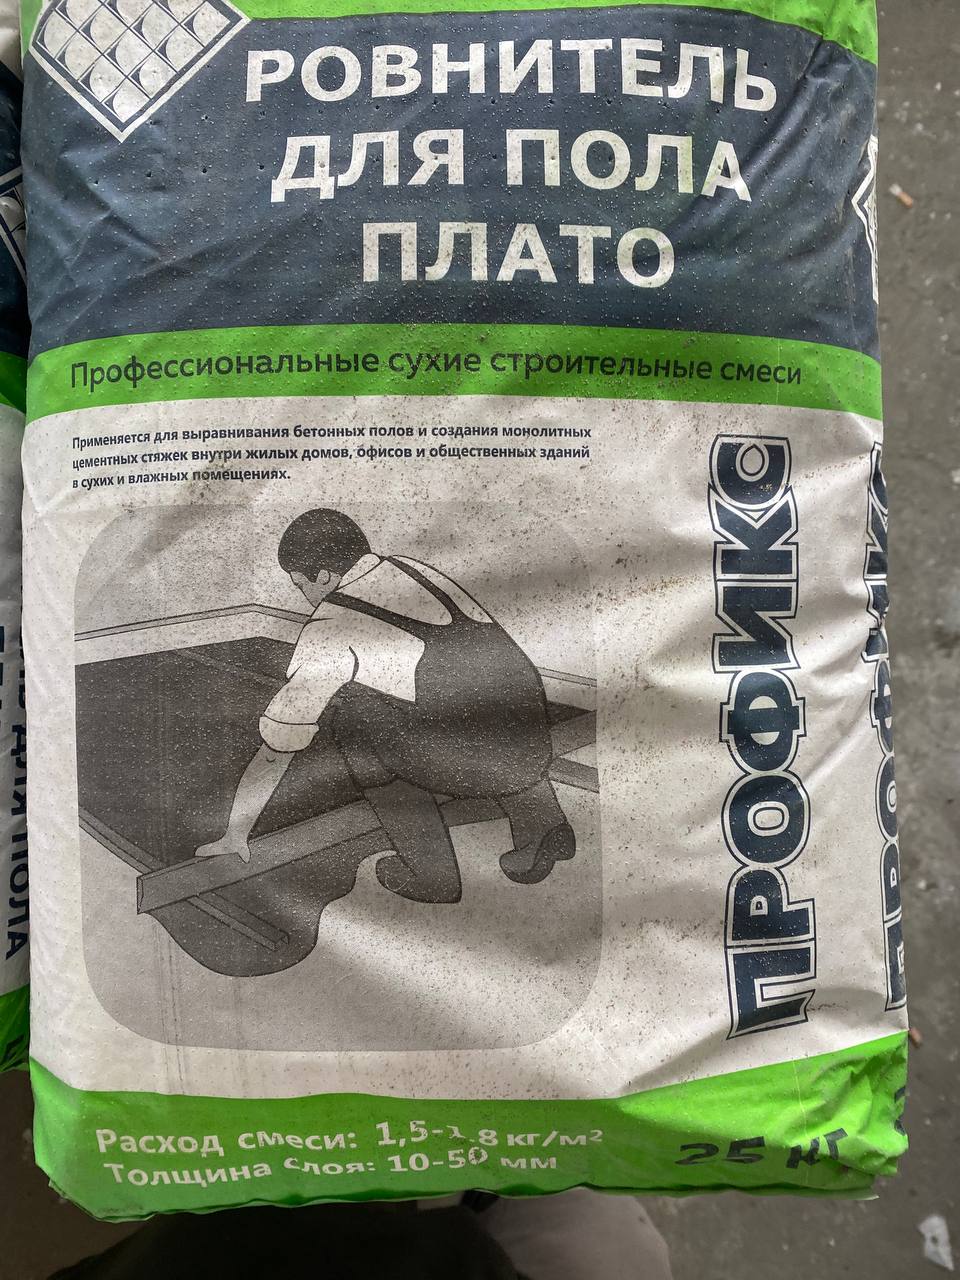 РОВНИТЕЛЬ
ДЛЯ ПОЛА
ПЛАТО
Профессиональные сухие строительные смеси
Применяется для выравнивания бетонных полов и создания монолитных
цементных стяжек внутри жилых домов, офисов и общественных зданий
в сухих и влажных помещениях.
ПРОФИКС
ПРОФИКС
Расход смеси: 1,5-1.8 кг/м²
Толщина слоя: 10-50 мм
25 кг
ДЛЯ ПОЛА